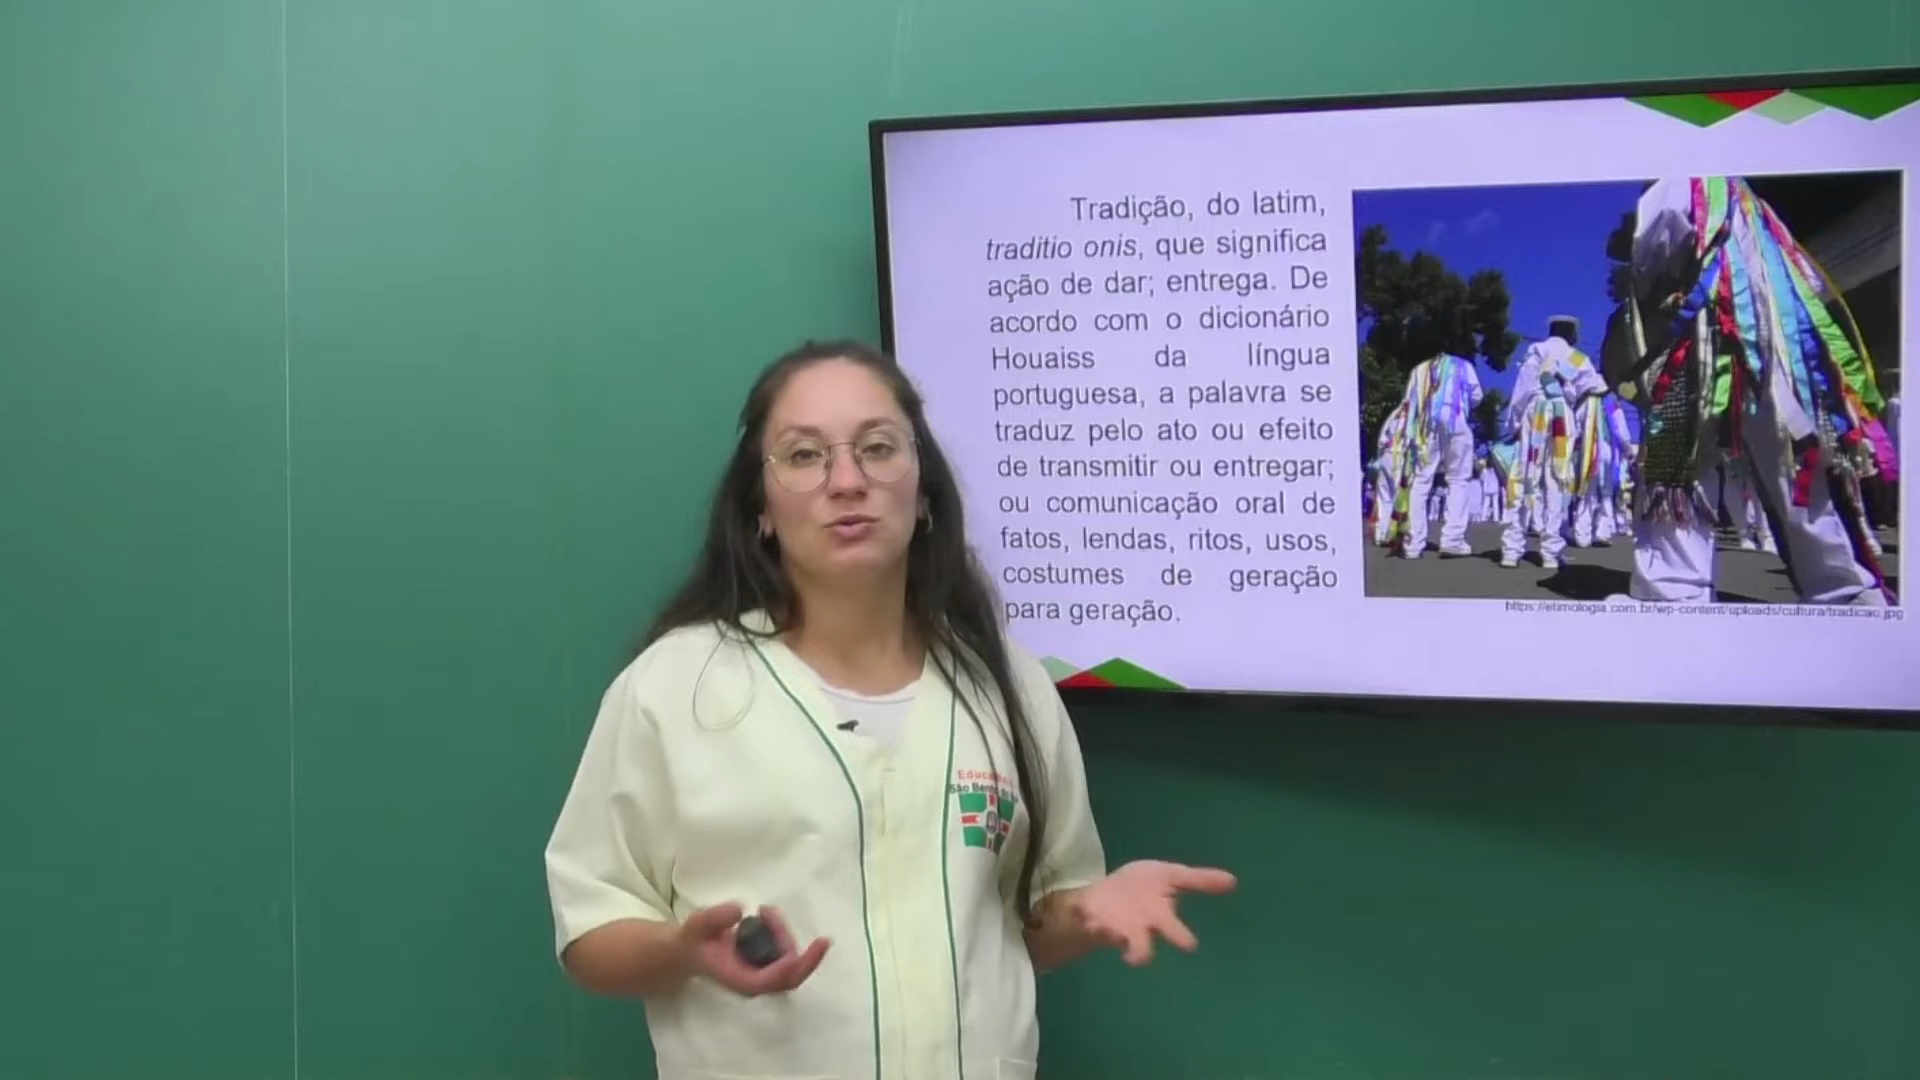 Tradição, do latim,
traditio onis, que significa
ação de dar; entrega. De
acordo com o dicionário
Houaiss da língua
portuguesa, a palavra se
traduz pelo ato ou efeito
de transmitir ou entregar;
ou comunicação oral de
fatos, lendas, ritos, usos,
costumes de geração
para geração.
https://etimologia.com.br/wp-content/uploads/cultura/tradicao.jpg
São